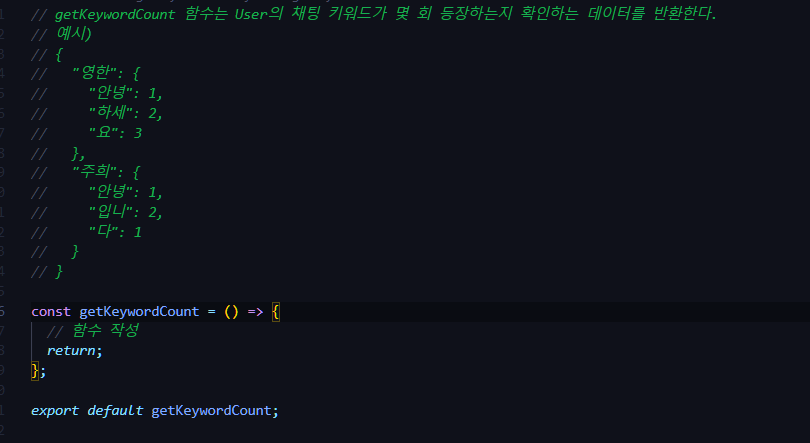 // getKeywordCount 함수는 User의 채팅 키워드가 몇 회 등장하는지 확인하는 데이터를 반환한다.
// 예시)
// {
//   "영한": {
//     "안녕": 1,
//     "하세": 2,
//     "요": 3
//   },
//   "주희": {
//     "안녕": 1,
//     "입니": 2,
//     "다": 1
//   }
// }
const getKeywordCount = () => {
  // 함수 작성
  return;
};
export default getKeywordCount;